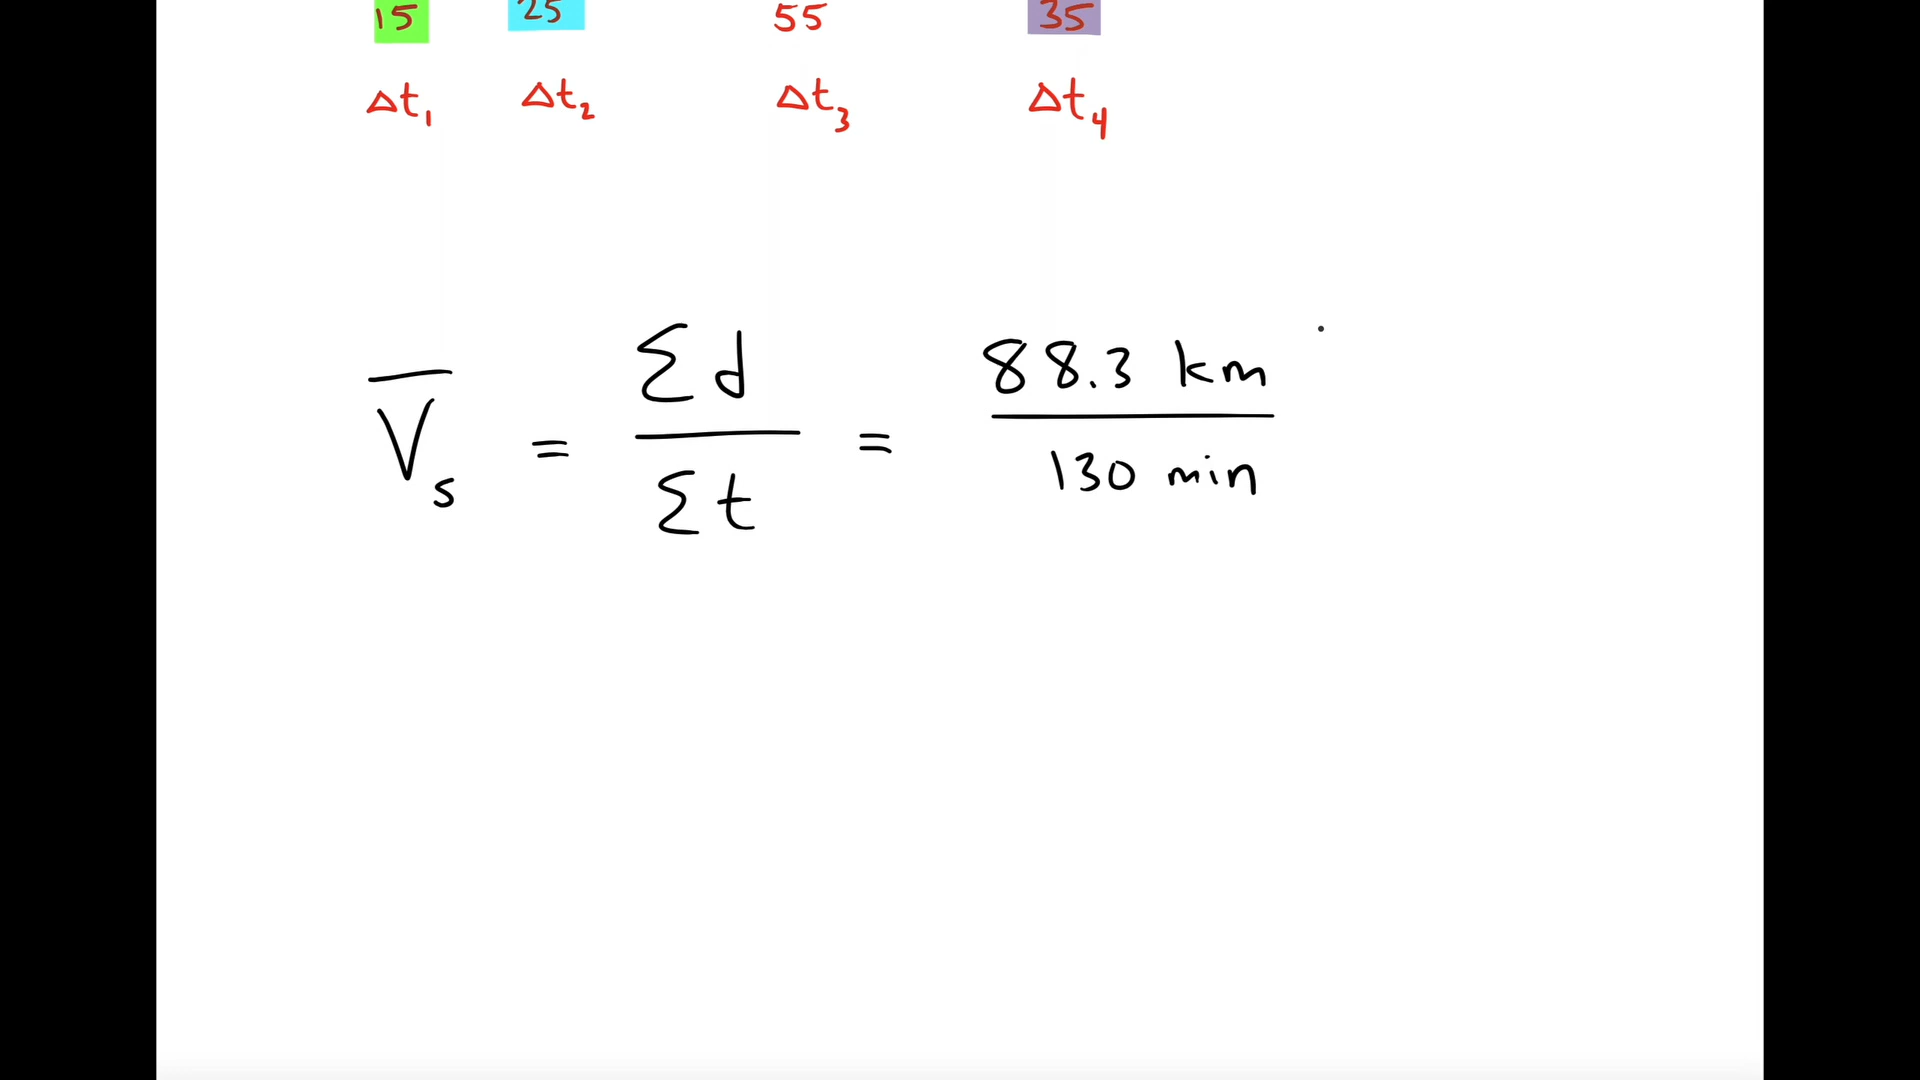 15 25 55 35
Δt₁ Δt₂ Δt₃ Δt₄
V̅ₛ = Σd / Σt = 88.3 km / 130 min